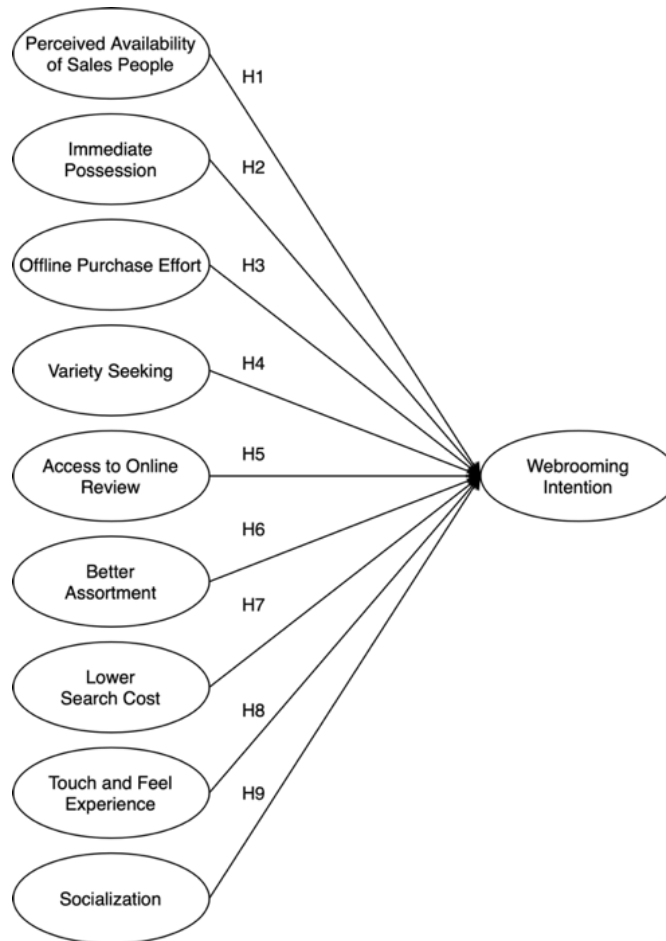 Perceived Availability
of Sales People
H1
Immediate
Possession
H2
Offline Purchase Effort
H3
Variety Seeking
H4
Access to Online
Review
H5
Webrooming
Intention
Better
Assortment
H6
Lower
Search Cost
H7
Touch and Feel
Experience
H8
Socialization
H9